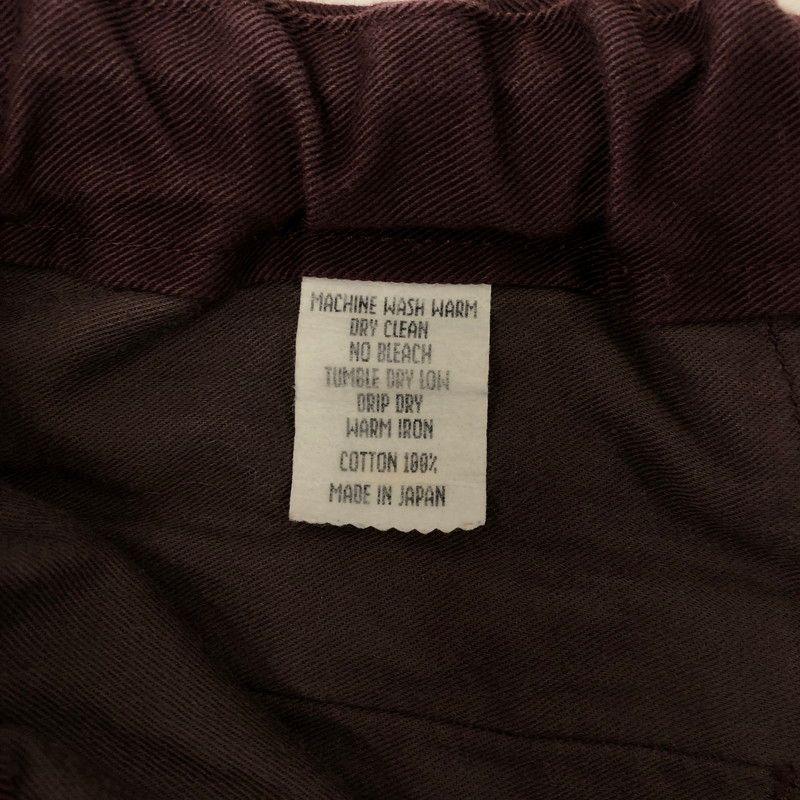 MACHINE WASH WARM
DRY CLEAN
NO BLEACH
TUMBLE DRY LOW
DRIP DRY
WARM IRON
COTTON 100%
MADE IN JAPAN